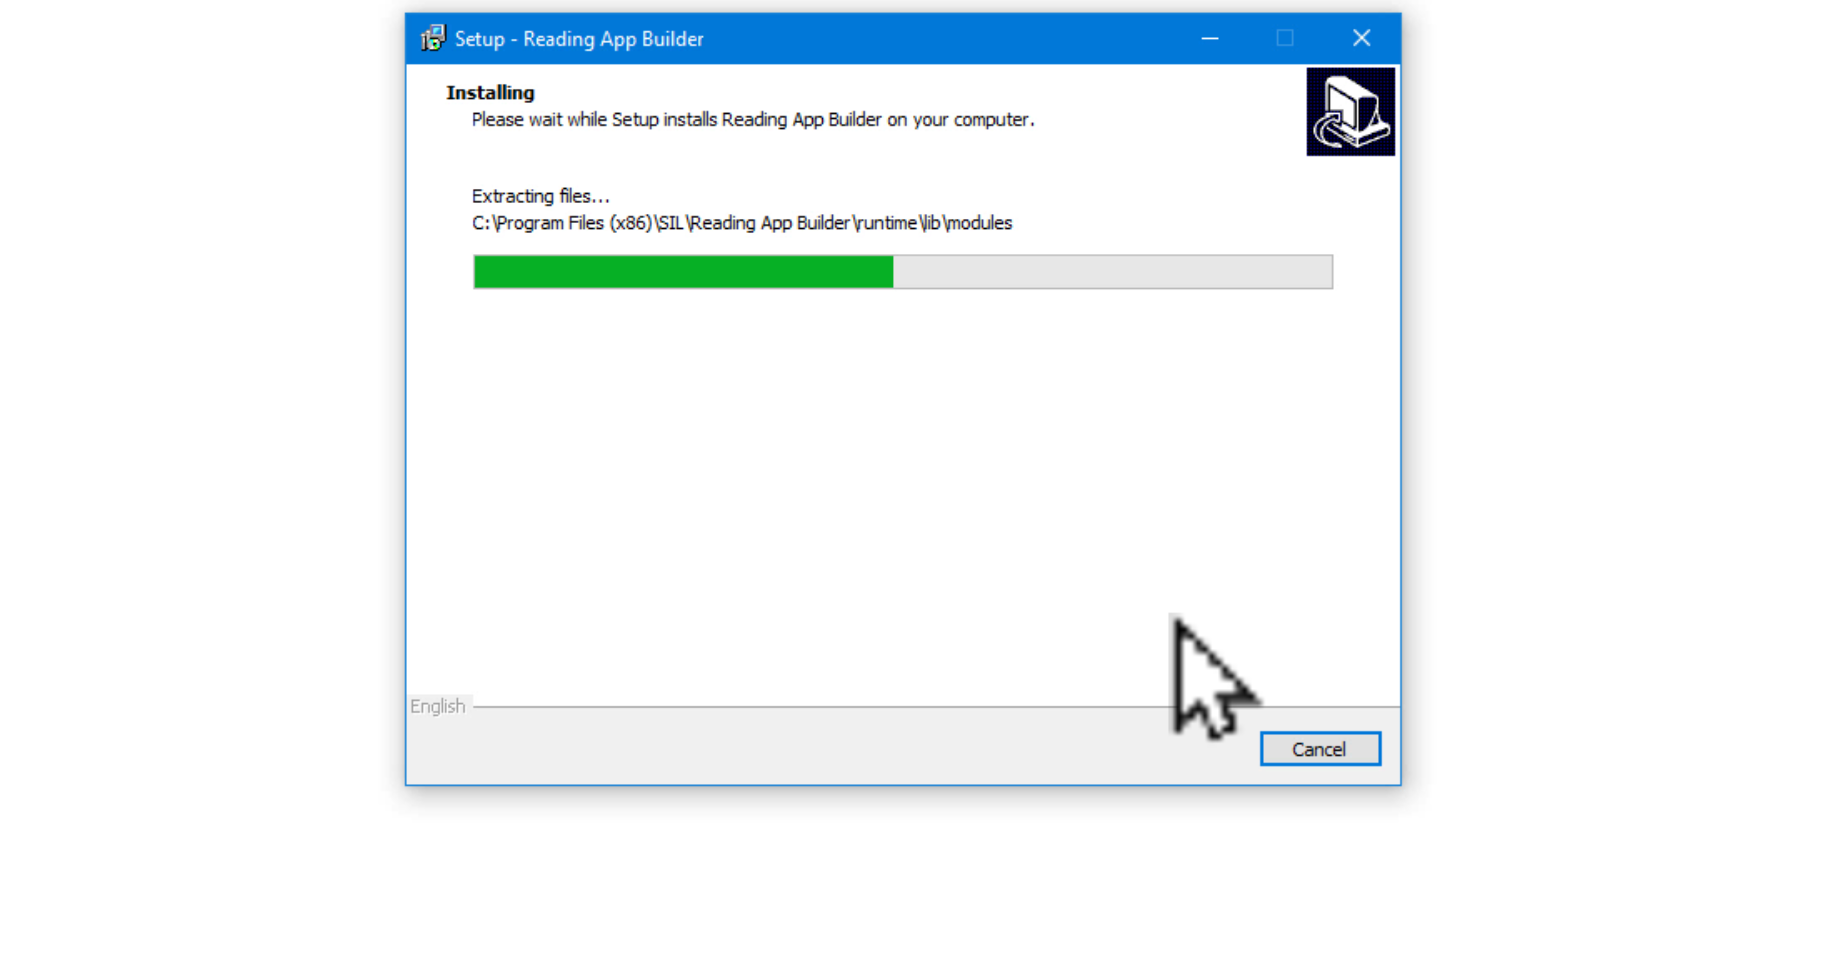 Setup - Reading App Builder
Installing
Please wait while Setup installs Reading App Builder on your computer.
Extracting files...
C:\Program Files (x86)\SIL\Reading App Builder\runtime\lib\modules
English
Cancel